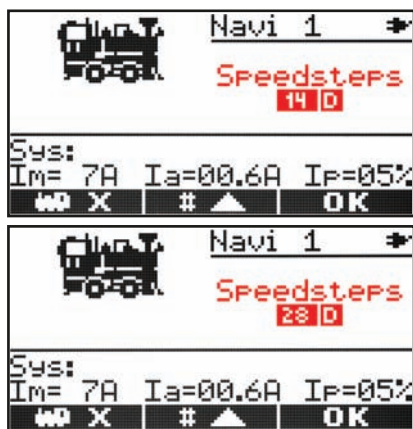 Navi 1
Speedsteps
14 D
Sys:
Im= 7A Ia=00.6A Ip=05%
X # OK
Navi 1
Speedsteps
28 D
Sys:
Im= 7A Ia=00.6A Ip=05%
X # OK